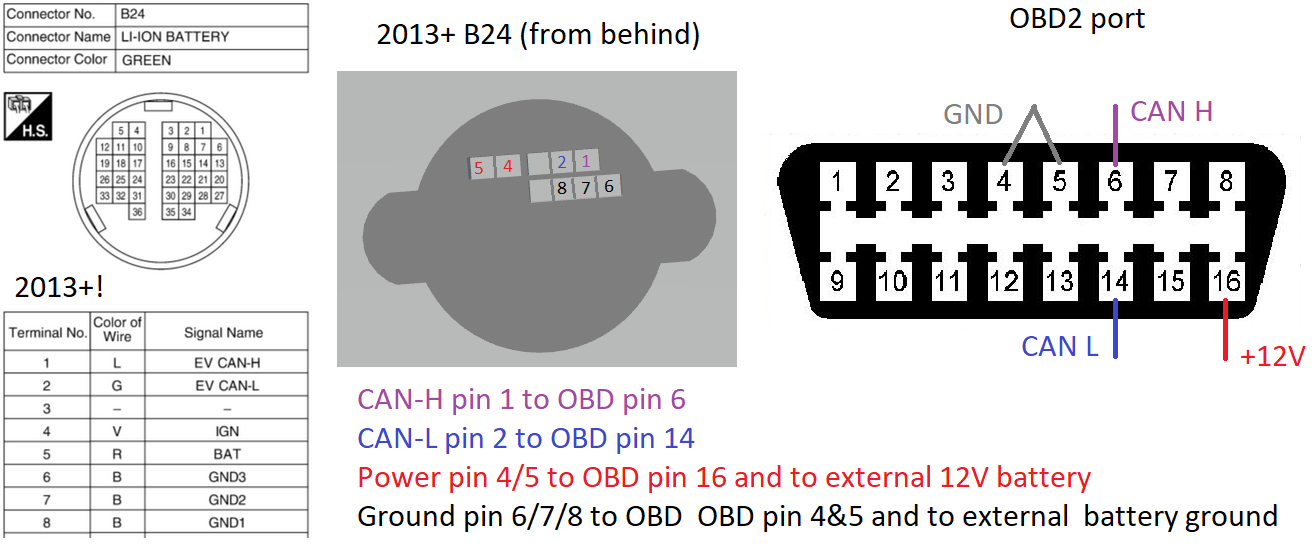 Connector No. B24
Connector Name LI-ION BATTERY
Connector Color GREEN
H.S.
5 4 3 2 1
12 11 10 9 8 7 6
19 18 17 16 15 14 13
26 25 24 23 22 21 20
33 32 31 30 29 28 27
36 35 34
2013+!
Terminal No. Color of Wire Signal Name
1 L EV CAN-H
2 G EV CAN-L
3 – –
4 V IGN
5 R BAT
6 B GND3
7 B GND2
8 B GND1
2013+ B24 (from behind)
5 4 2 1
8 7 6
CAN-H pin 1 to OBD pin 6
CAN-L pin 2 to OBD pin 14
Power pin 4/5 to OBD pin 16 and to external 12V battery
Ground pin 6/7/8 to OBD OBD pin 4&5 and to external battery ground
OBD2 port
GND CAN H
1 2 3 4 5 6 7 8
9 10 11 12 13 14 15 16
CAN L +12V